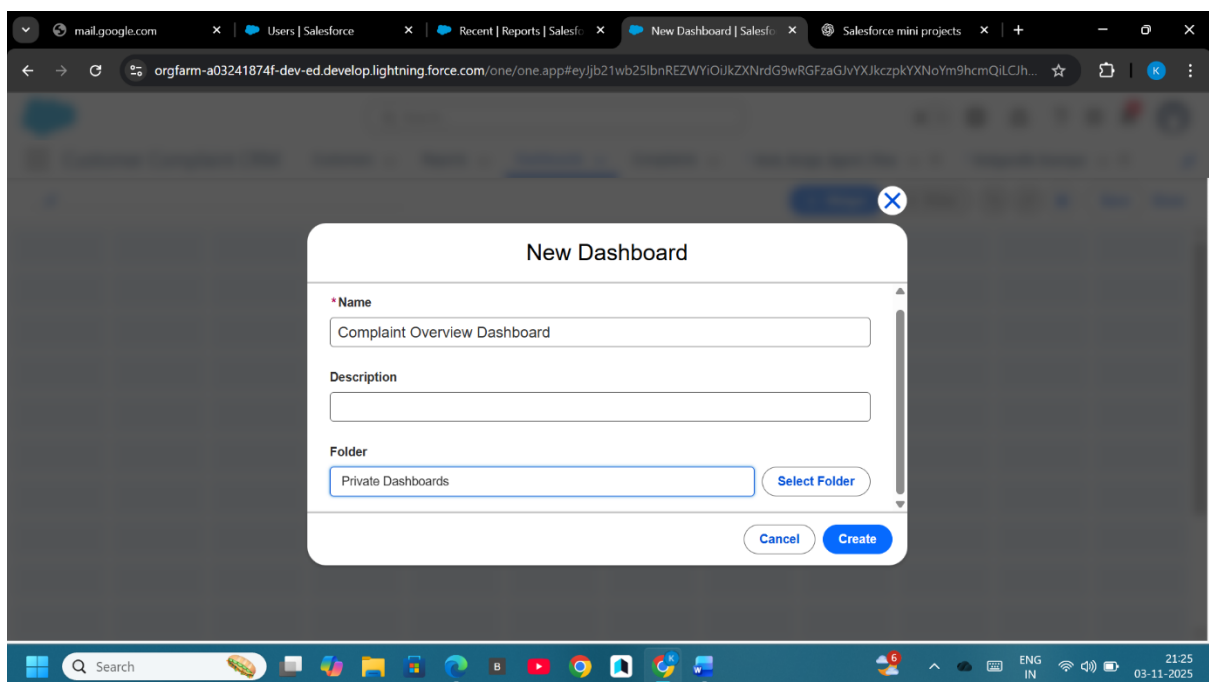 mail.google.com
Users | Salesforce
Recent | Reports | Salesfo
New Dashboard | Salesfo
Salesforce mini projects
orgfarm-a03241874f-dev-ed.develop.lightning.force.com/one/one.app#eyJjb21wb25lbnREZWYiOiJkZXNrdG9wRGFzaGJvYXJkczpkYXNoYm9hcmQiLCJh...
K
New Dashboard
*Name
Complaint Overview Dashboard
Description
Folder
Private Dashboards
Select Folder
Cancel
Create
Search
B
W
6
ENG
IN
21:25
03-11-2025